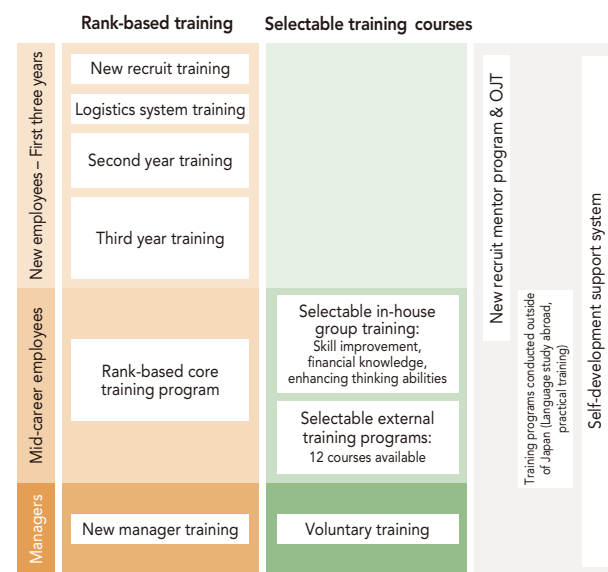 Rank-based training
Selectable training courses
New employees – First three years
New recruit training
Logistics system training
Second year training
Third year training
Mid-career employees
Rank-based core
training program
Selectable in-house
group training:
Skill improvement,
financial knowledge,
enhancing thinking abilities
Selectable external
training programs:
12 courses available
Managers
New manager training
Voluntary training
New recruit mentor program & OJT
Training programs conducted outside
of Japan (Language study abroad,
practical training)
Self-development support system